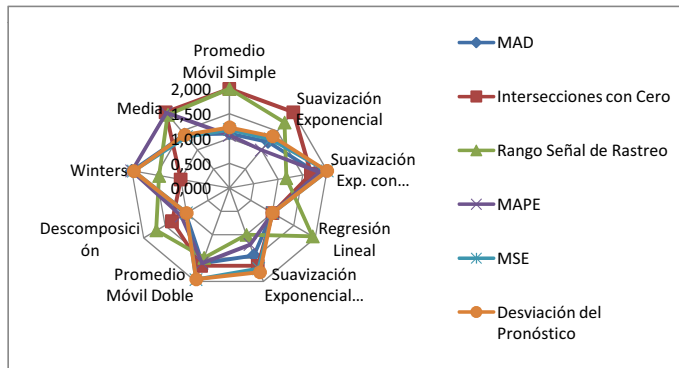 Promedio
Móvil Simple
Suavización
Exponencial
Suavización
Exp. con...
Regresión
Lineal
Suavización
Exponencial...
Promedio
Móvil Doble
Descomposici
ón
Winters
Media
2,000
1,500
1,000
0,500
0,000
MAD
Intersecciones con Cero
Rango Señal de Rastreo
MAPE
MSE
Desviación del
Pronóstico